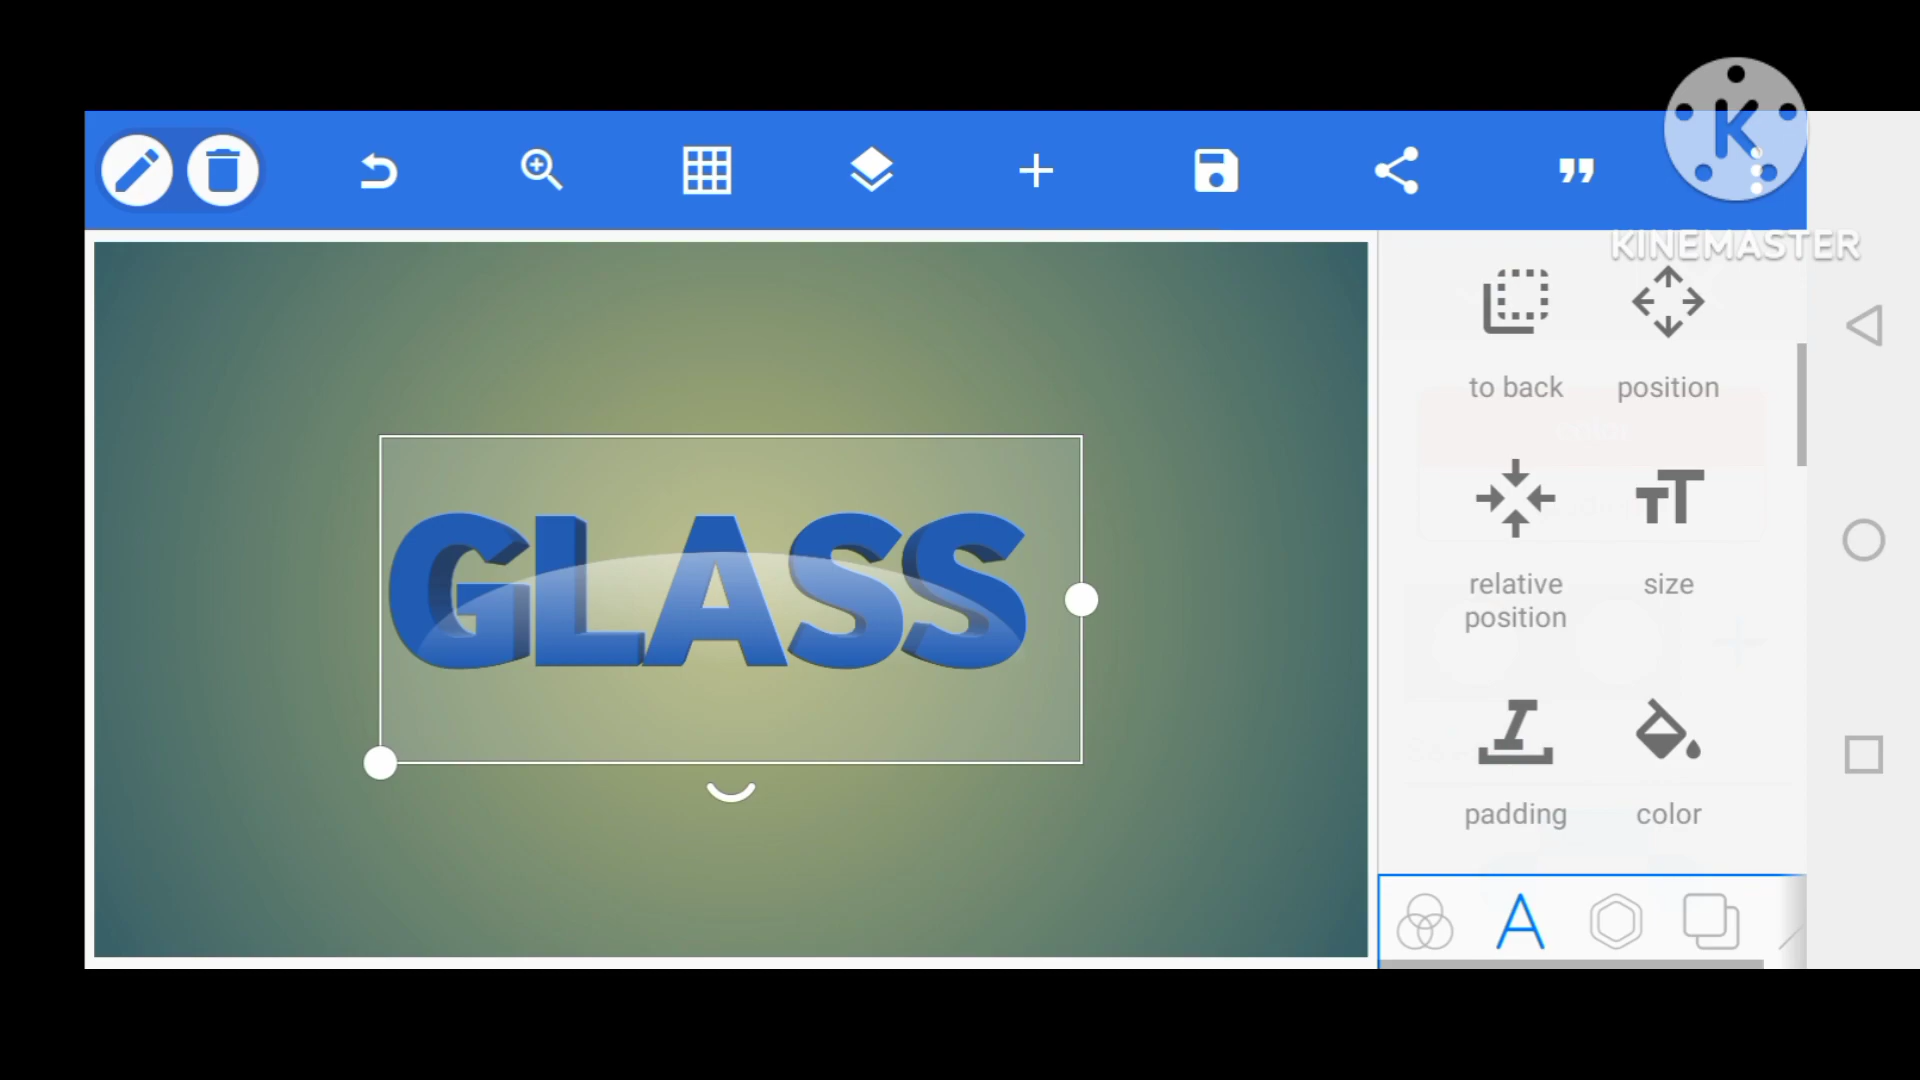 K
KINEMASTER
to back
position
GLASS
relative
position
size
padding
color